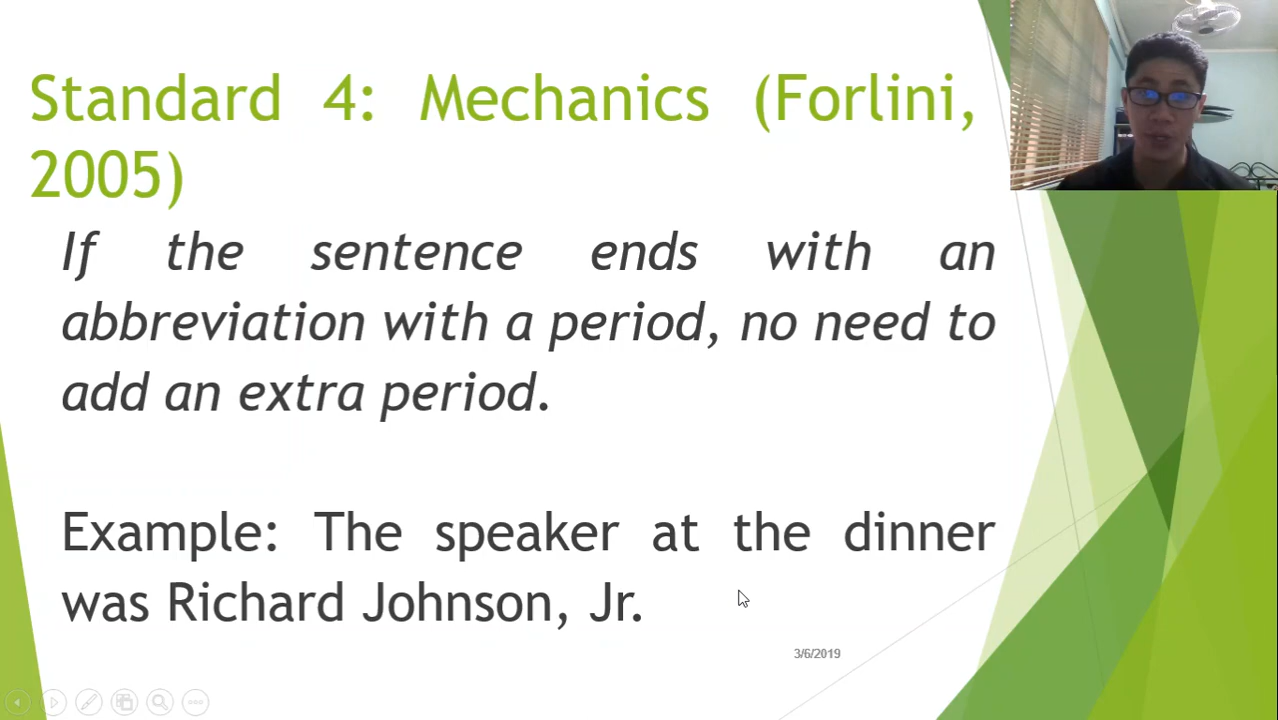 Standard 4: Mechanics (Forlini,
2005)
If the sentence ends with an
abbreviation with a period, no need to
add an extra period.
Example: The speaker at the dinner
was Richard Johnson, Jr.
3/6/2019